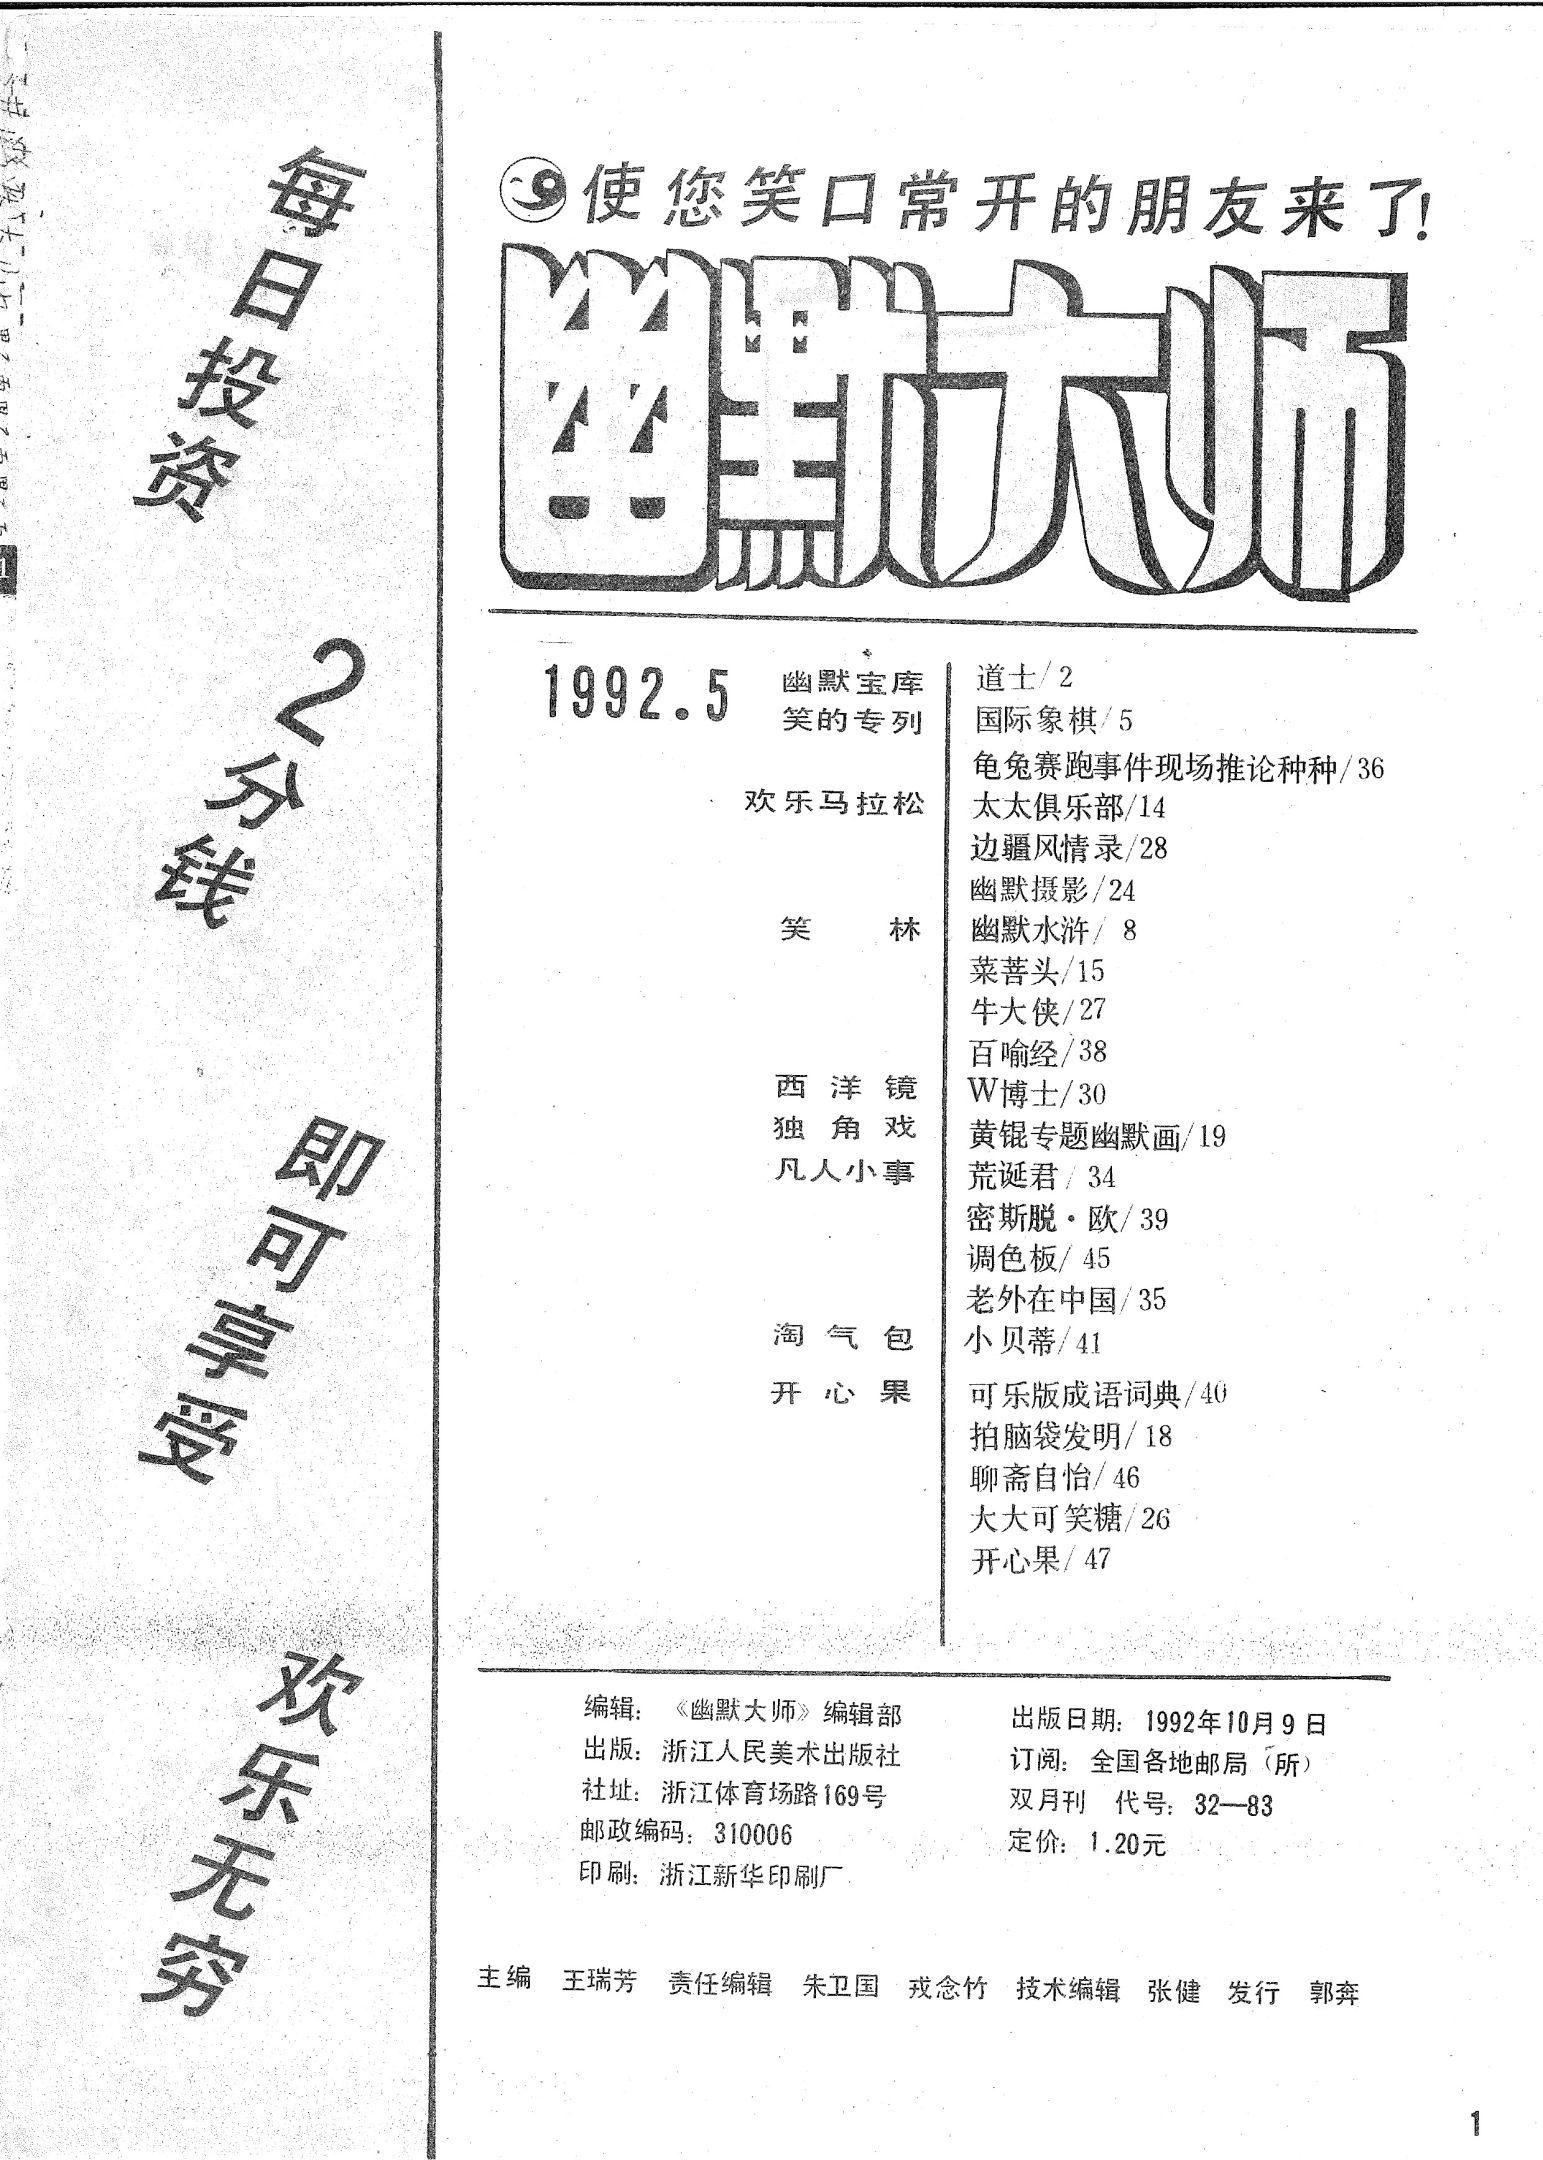 每日投资
2分钱
即可享受
欢乐无穷
使您笑口常开的朋友来了!
幽默大师
1992.5
幽默宝库 道士/2
笑的专列 国际象棋/5
龟兔赛跑事件现场推论种种/36
欢乐马拉松 太太俱乐部/14
边疆风情录/28
幽默摄影/24
笑林 幽默水浒/8
菜菩头/15
牛大侠/27
百喻经/38
西洋镜 W博士/30
独角戏 黄锟专题幽默画/19
凡人小事 荒诞君/34
密斯脱·欧/39
调色板/45
老外在中国/35
淘气包 小贝蒂/41
开心果 可乐版成语词典/40
拍脑袋发明/18
聊斋自怡/46
大大可笑糖/26
开心果/47
编辑：《幽默大师》编辑部
出版：浙江人民美术出版社
社址：浙江体育场路169号
邮政编码：310006
印刷：浙江新华印刷厂
出版日期：1992年10月9日
订阅：全国各地邮局（所）
双月刊 代号：32—83
定价：1.20元
主编 王瑞芳 责任编辑 朱卫国 戎念竹 技术编辑 张健 发行 郭奔
1